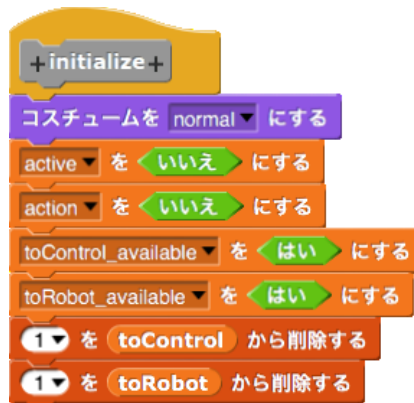 +initialize+
コスチュームを normal にする
active を いいえ にする
action を いいえ にする
toControl_available を はい にする
toRobot_available を はい にする
1 を toControl から削除する
1 を toRobot から削除する